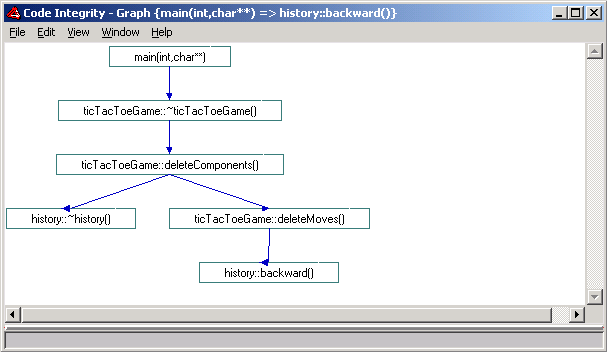 Code Integrity - Graph {main(int,char**) => history::backward()}
File Edit View Window Help
main(int,char**)
ticTacToeGame::~ticTacToeGame()
ticTacToeGame::deleteComponents()
history::~history()
ticTacToeGame::deleteMoves()
history::backward()